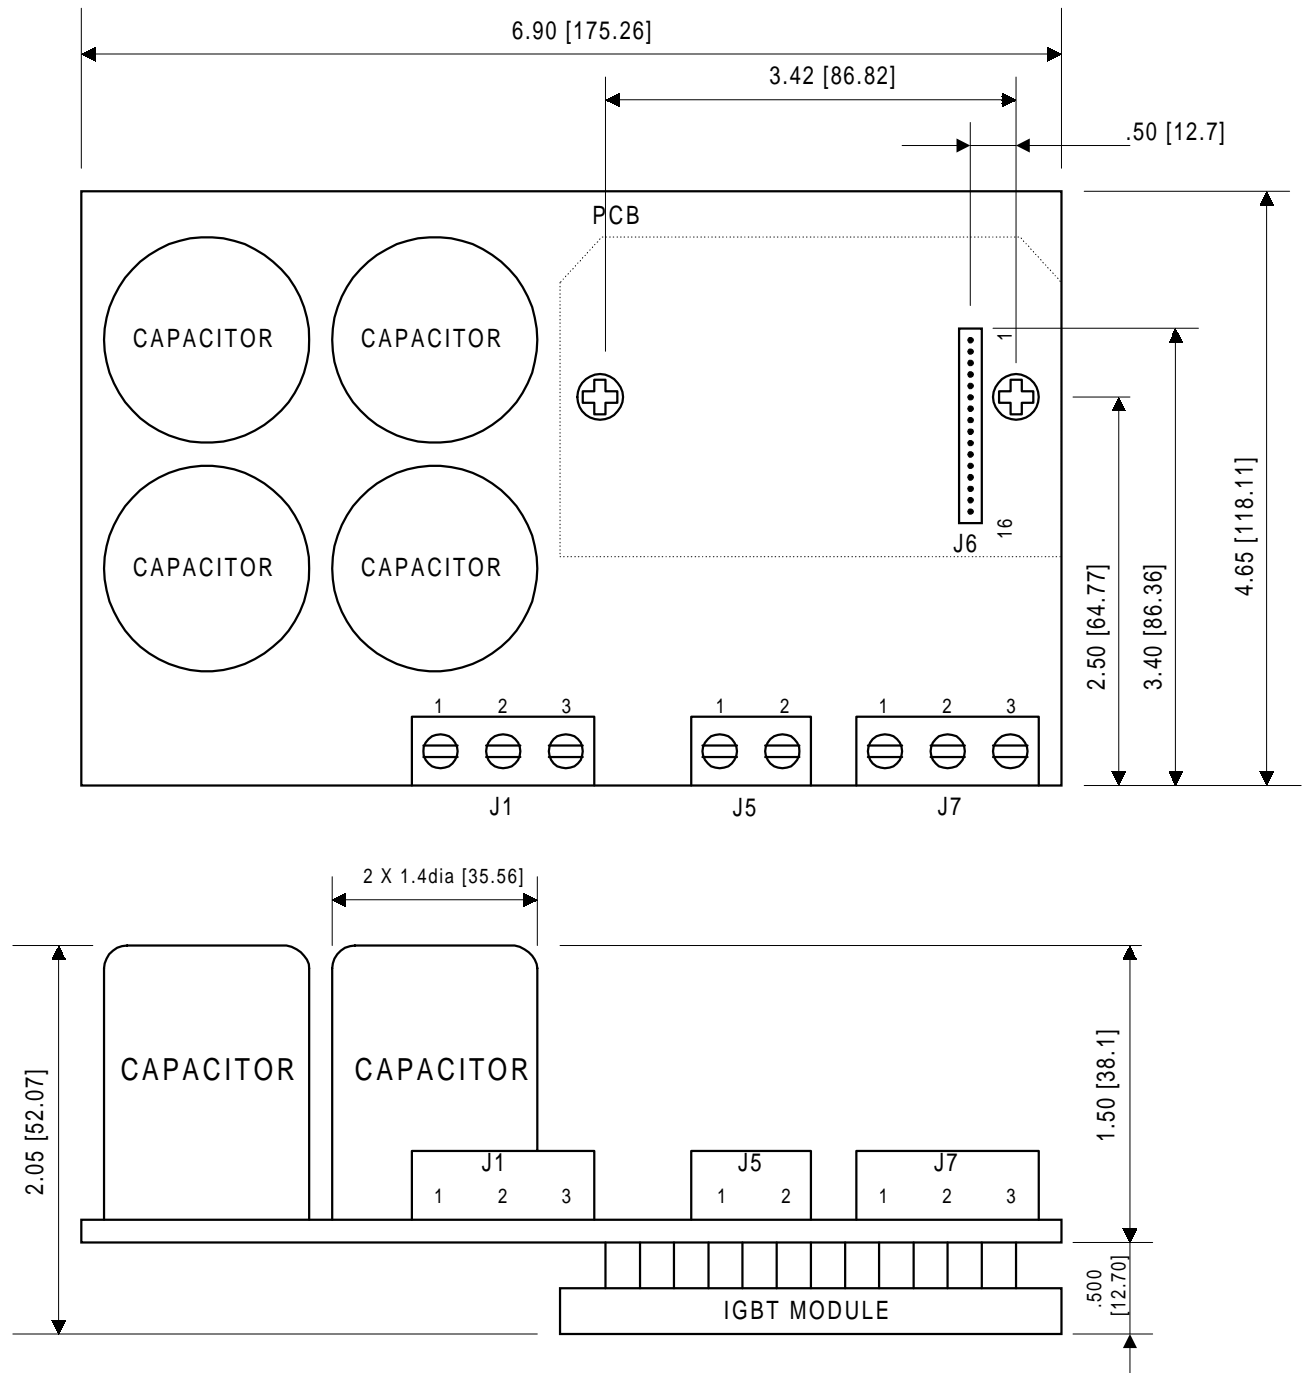 6.90 [175.26]
3.42 [86.82]
.50 [12.7]
PCB
CAPACITOR
CAPACITOR
1
16
J6
CAPACITOR
CAPACITOR
2.50 [64.77]
3.40 [86.36]
4.65 [118.11]
1 2 3
1 2
1 2 3
J1
J5
J7
2 X 1.4dia [35.56]
CAPACITOR
CAPACITOR
2.05 [52.07]
1.50 [38.1]
J1
J5
J7
1 2 3
1 2
1 2 3
.500
[12.70]
IGBT MODULE